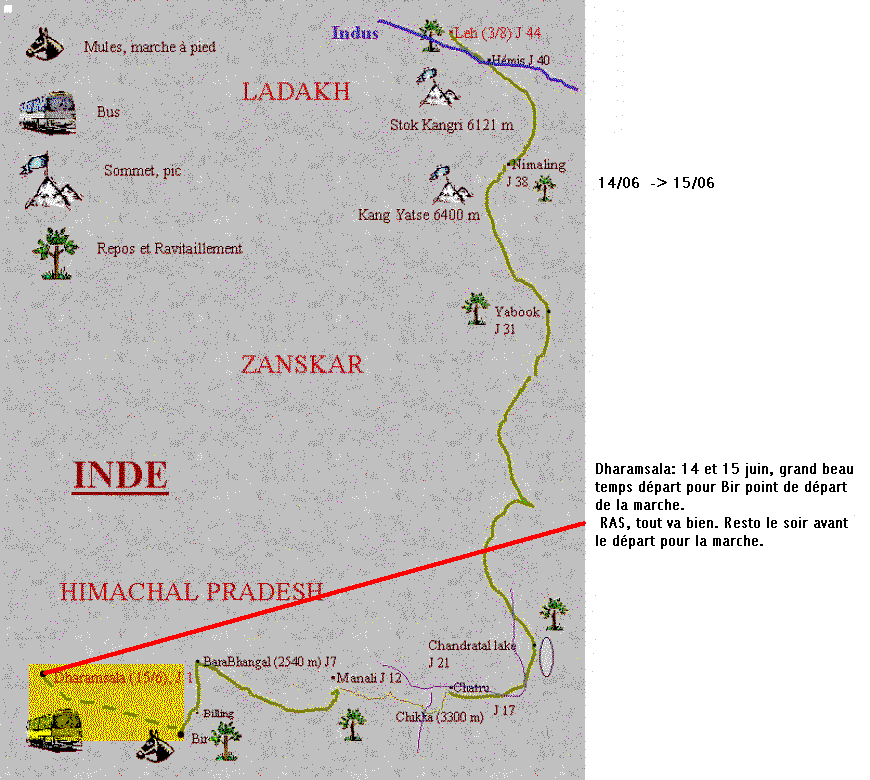 Mules, marche à pied
Bus
Sommet, pic
Repos et Ravitaillement
Indus
Leh (3/8) J 44
Hémis J 40
LADAKH
Stok Kangri 6121 m
Nimaling
J 38
14/06 -> 15/06
Kang Yatse 6400 m
Yabook
J 31
ZANSKAR
INDE
Dharamsala: 14 et 15 juin, grand beau
temps départ pour Bir point de départ
de la marche.
RAS, tout va bien. Resto le soir avant
le départ pour la marche.
HIMACHAL PRADESH
Chandratal lake
J 21
BaraBhangal (2540 m) J7
Dharamsala (15/6) J 1
Manali J 12
Chatru
J 17
Chikka (3300 m)
Billing
Bir